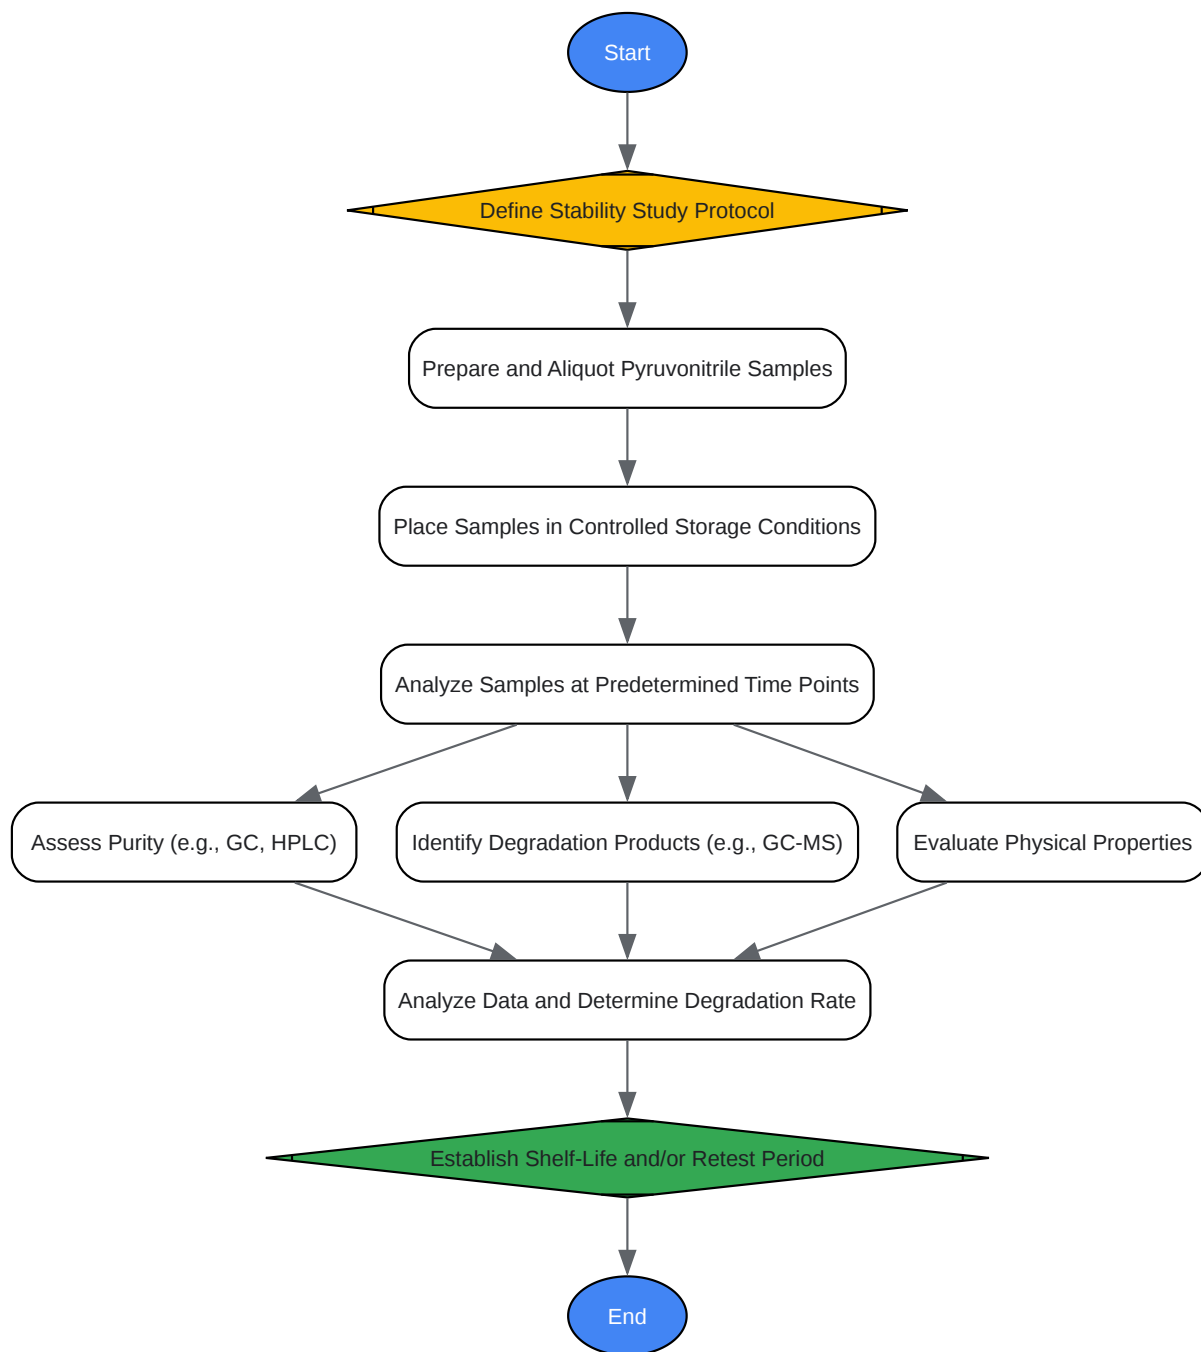 Start
Define Stability Study Protocol
Prepare and Aliquot Pyruvonitrile Samples
Place Samples in Controlled Storage Conditions
Analyze Samples at Predetermined Time Points
Assess Purity (e.g., GC, HPLC)
Identify Degradation Products (e.g., GC-MS)
Evaluate Physical Properties
Analyze Data and Determine Degradation Rate
Establish Shelf-Life and/or Retest Period
End